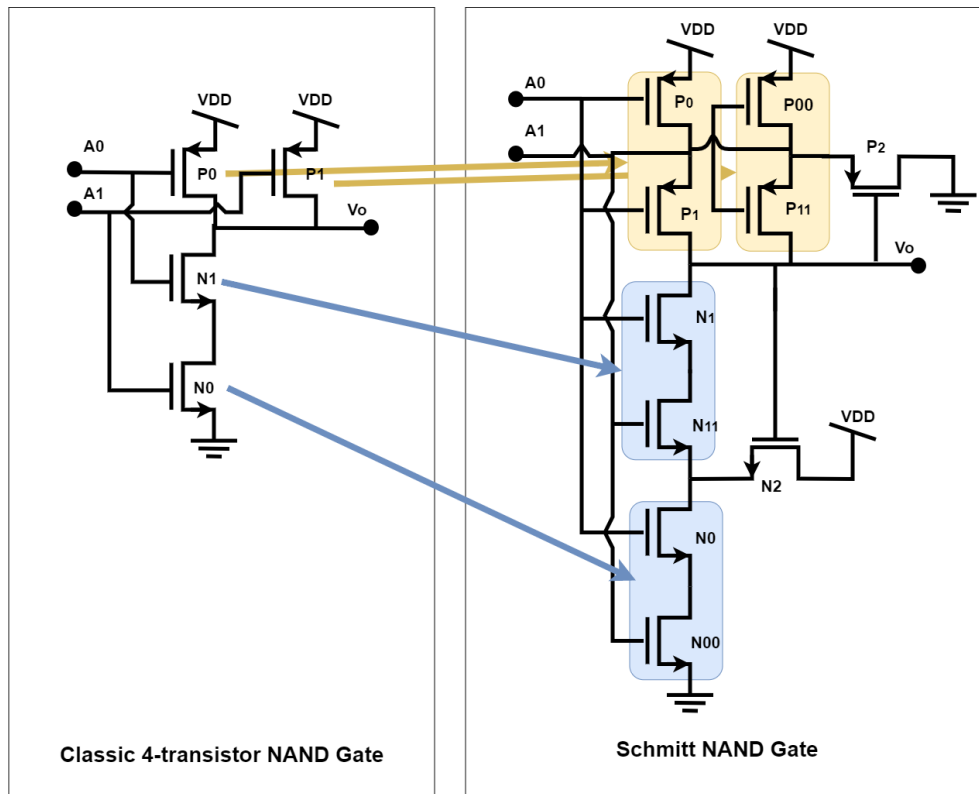 VDD
VDD
A0
A1
P0
P1
Vo
N1
N0
Classic 4-transistor NAND Gate
VDD
VDD
A0
A1
P0
P00
P2
P1
P11
Vo
N1
N11
VDD
N2
N0
N00
Schmitt NAND Gate